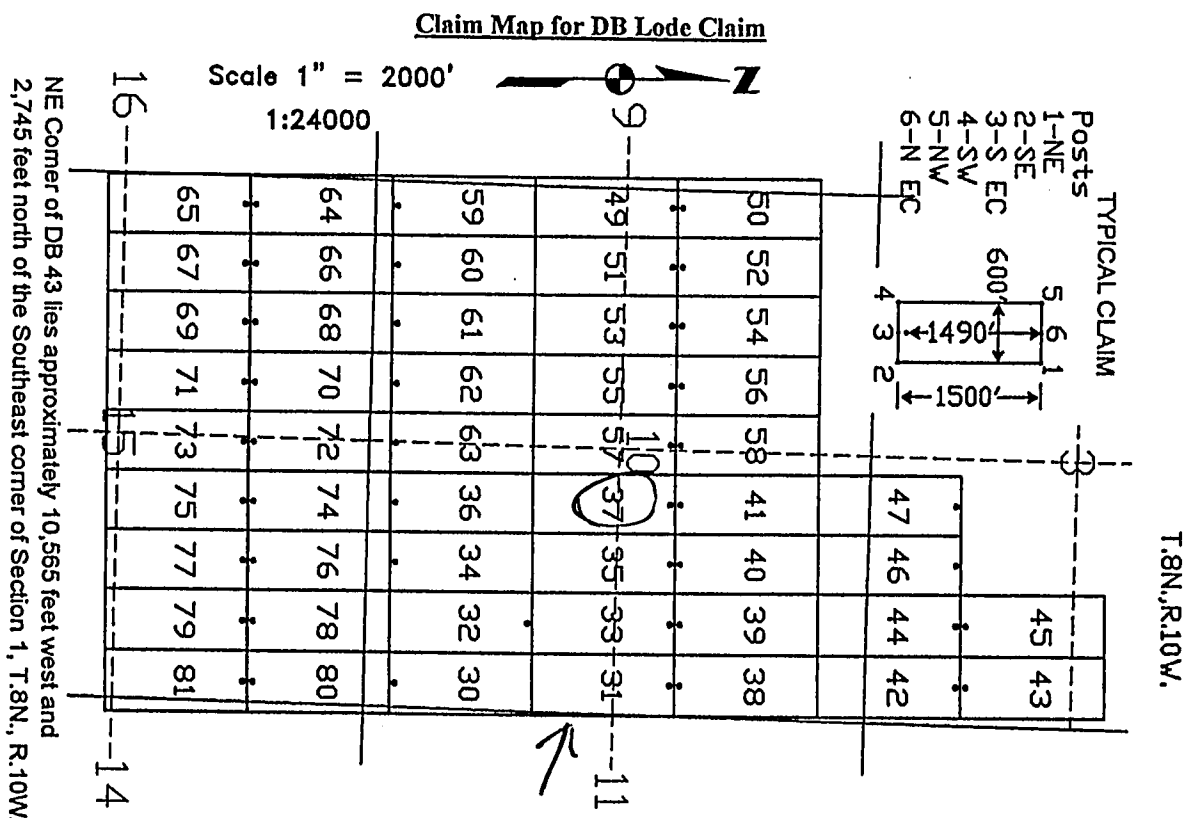 Claim Map for DB Lode Claim
Scale 1" = 2000'
1:24000
N
T.8N.,R.10W.
TYPICAL CLAIM
Posts
1-NE
2-SE
3-S EC
4-SW
5-NW
6-N EC
600'
5 6 1
1490'
4 3 2
1500'
3
45 43
47 46 44 42
50 52 54 56 58 41 40 39 38
9 10 11
49 51 53 55 57 37 35 33 31
59 60 61 62 63 36 34 32 30
64 66 68 70 72 74 76 78 80
65 67 69 71 73 75 77 79 81
16 15 14
NE Corner of DB 43 lies approximately 10,565 feet west and
2,745 feet north of the Southeast corner of Section 1, T.8N., R.10W.